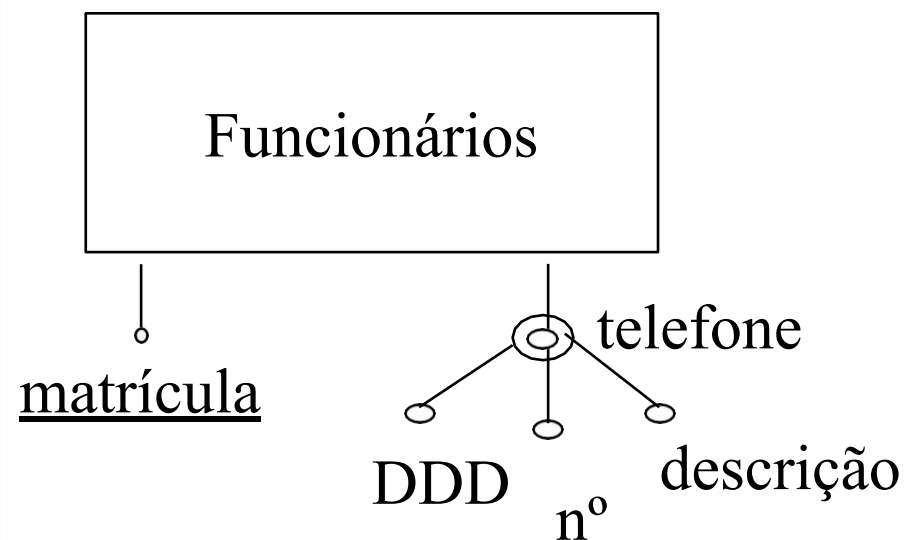 Funcionários
telefone
matrícula
DDD
nº
descrição